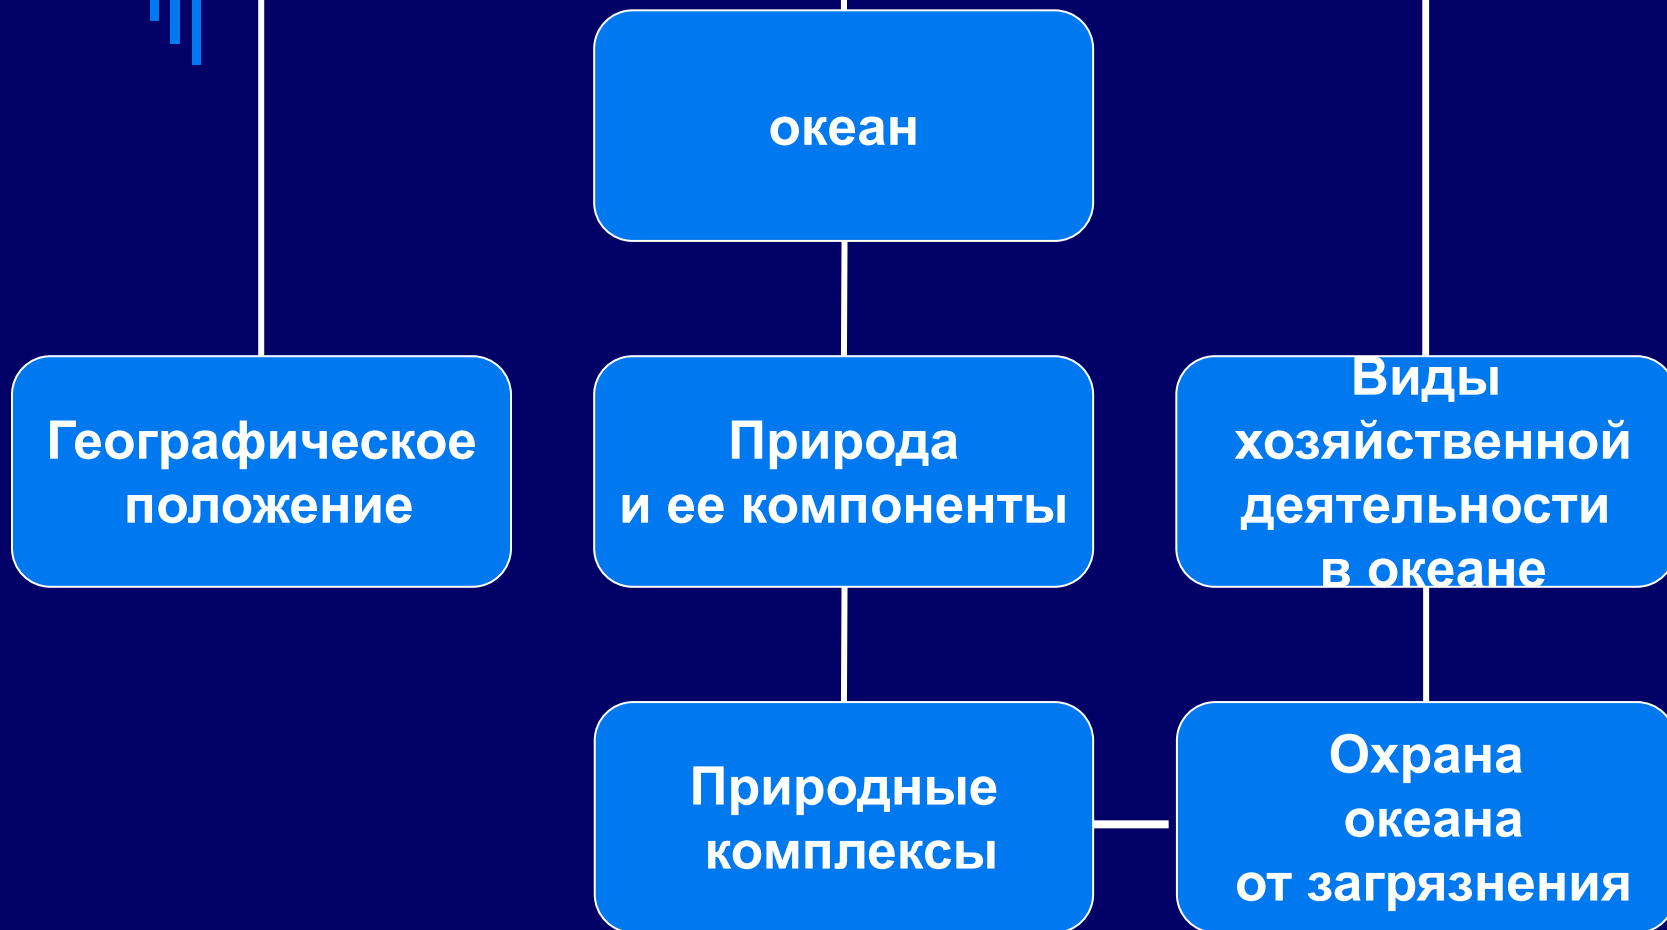 океан
Географическое
положение
Природа
и ее компоненты
Виды
хозяйственной
деятельности
в океане
Природные
комплексы
Охрана
океана
от загрязнения